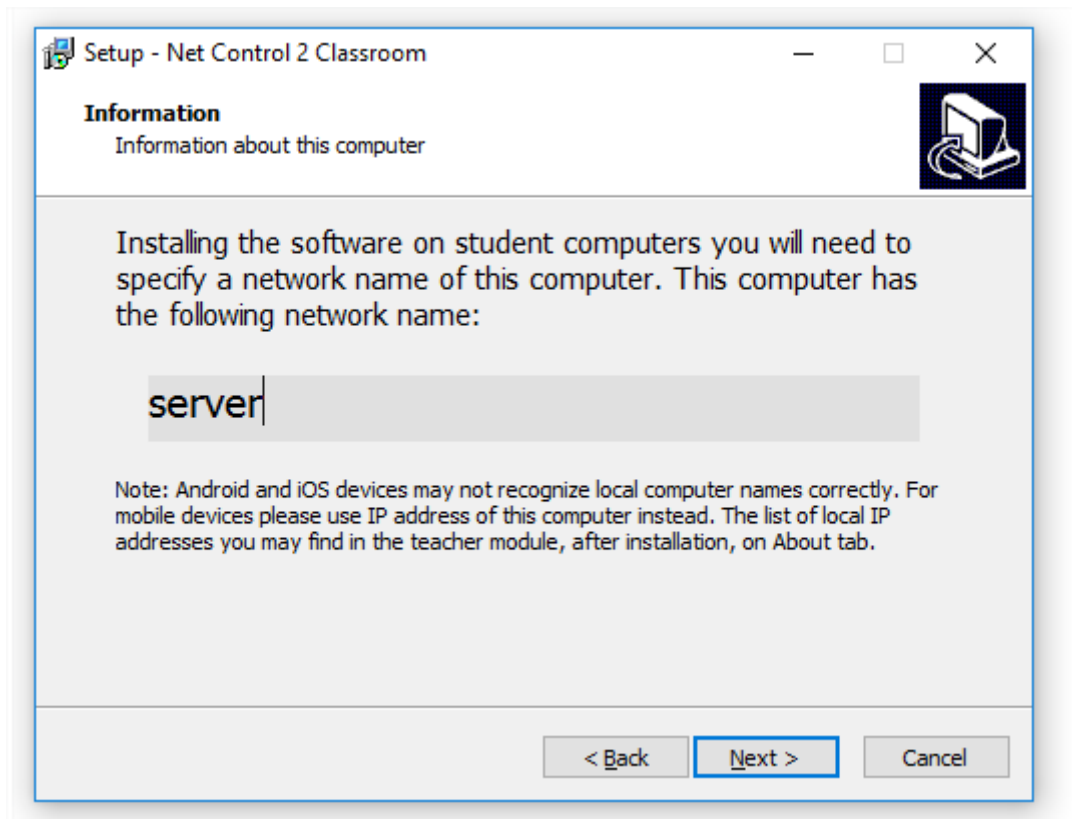 Setup - Net Control 2 Classroom
Information
Information about this computer
Installing the software on student computers you will need to
specify a network name of this computer. This computer has
the following network name:
server
Note: Android and iOS devices may not recognize local computer names correctly. For
mobile devices please use IP address of this computer instead. The list of local IP
addresses you may find in the teacher module, after installation, on About tab.
< Back Next > Cancel